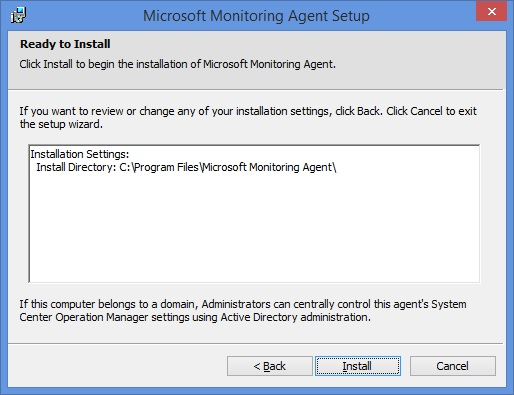 Microsoft Monitoring Agent Setup
Ready to Install
Click Install to begin the installation of Microsoft Monitoring Agent.
If you want to review or change any of your installation settings, click Back. Click Cancel to exit
the setup wizard.
Installation Settings:
Install Directory: C:\Program Files\Microsoft Monitoring Agent\
If this computer belongs to a domain, Administrators can centrally control this agent's System
Center Operation Manager settings using Active Directory administration.
< Back
Install
Cancel